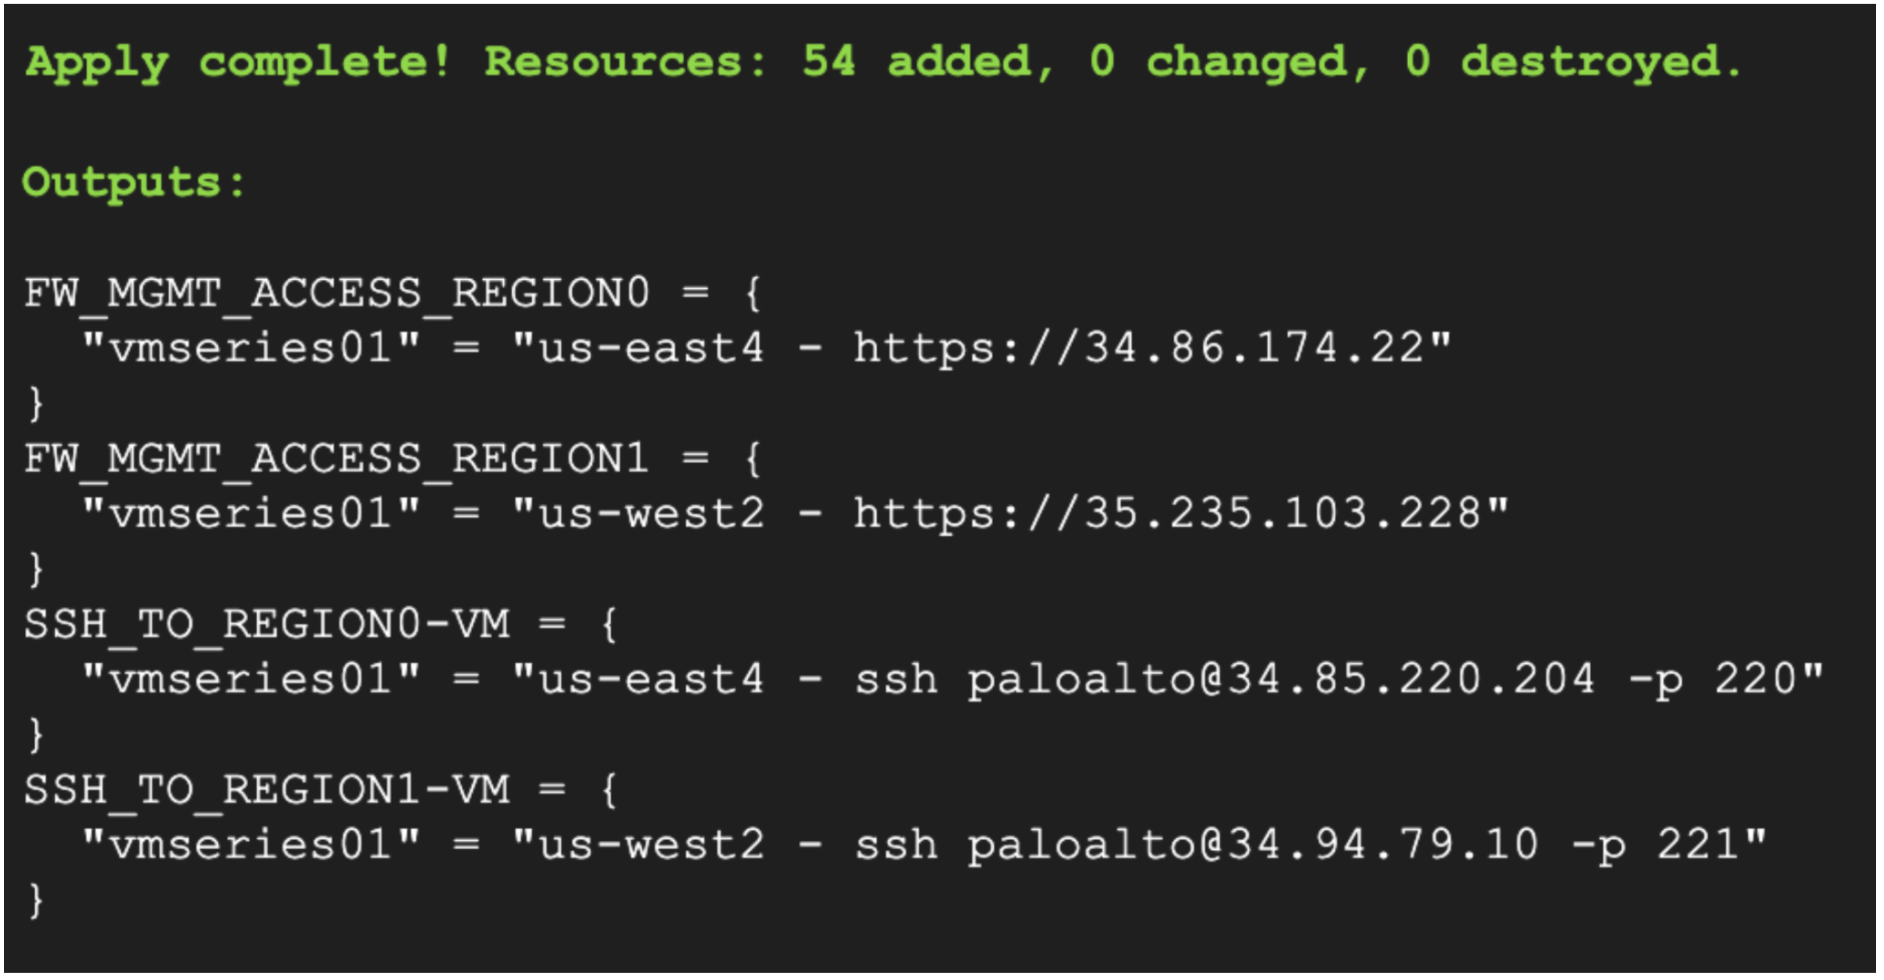 Apply complete! Resources: 54 added, 0 changed, 0 destroyed.
Outputs:
FW_MGMT_ACCESS_REGION0 = {
  "vmseries01" = "us-east4 - https://34.86.174.22"
}
FW_MGMT_ACCESS_REGION1 = {
  "vmseries01" = "us-west2 - https://35.235.103.228"
}
SSH_TO_REGION0-VM = {
  "vmseries01" = "us-east4 - ssh paloalto@34.85.220.204 -p 220"
}
SSH_TO_REGION1-VM = {
  "vmseries01" = "us-west2 - ssh paloalto@34.94.79.10 -p 221"
}